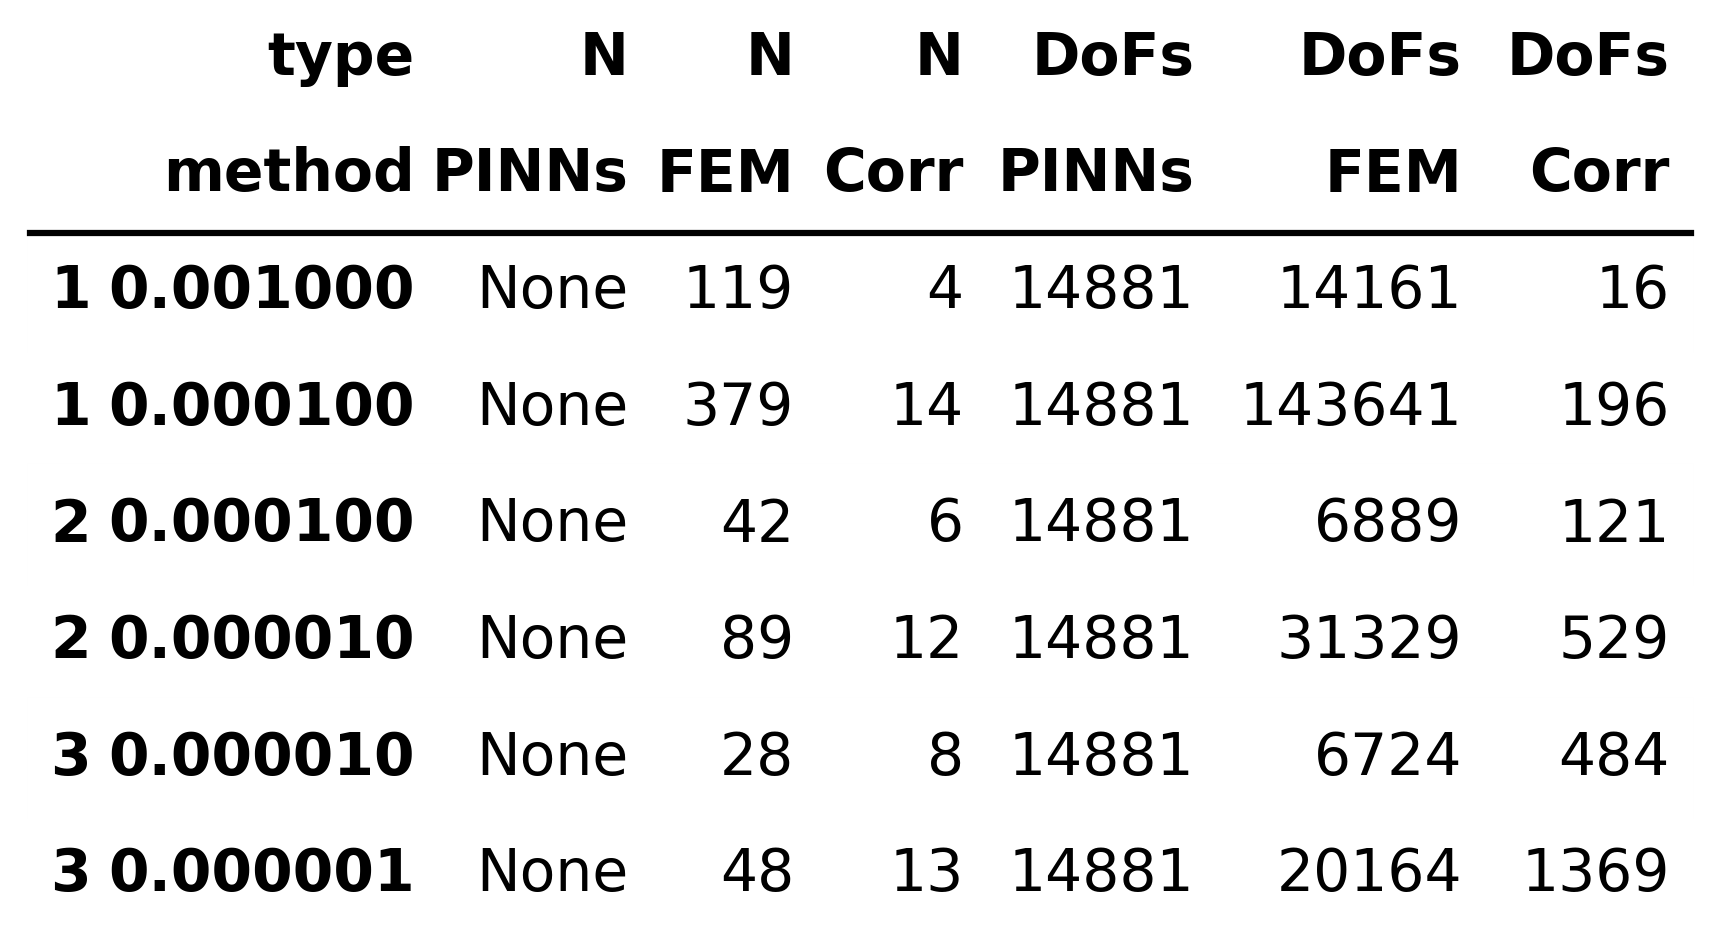 type N N N DoFs DoFs DoFs
method PINNs FEM Corr PINNs FEM Corr
1 0.001000 None 119 4 14881 14161 16
1 0.000100 None 379 14 14881 143641 196
2 0.000100 None 42 6 14881 6889 121
2 0.000010 None 89 12 14881 31329 529
3 0.000010 None 28 8 14881 6724 484
3 0.000001 None 48 13 14881 20164 1369